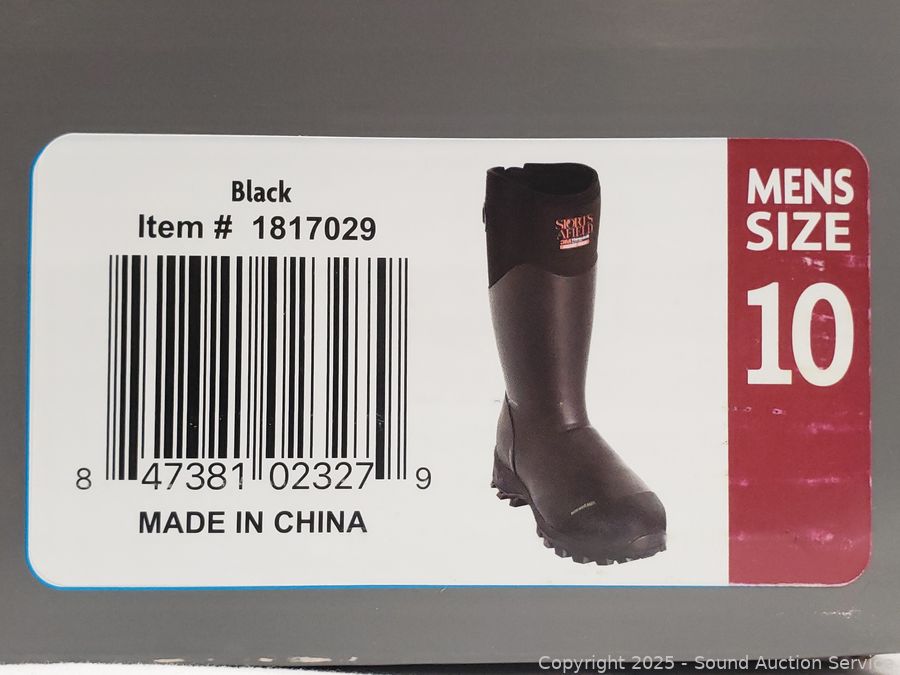 Black
Item # 1817029
8 47381 02327 9
MADE IN CHINA
SPORTS
AFIELD
3M
MENS
SIZE
10
Copyright 2025 - Sound Auction Service